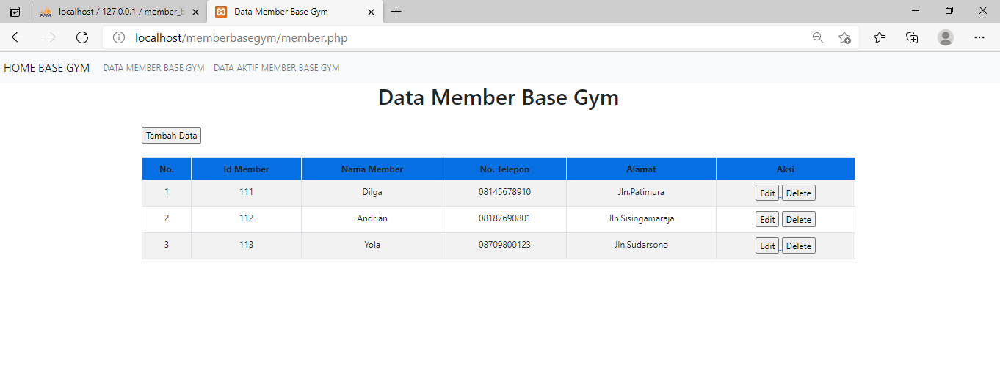 PMA localhost / 127.0.0.1 / member_b Data Member Base Gym
localhost/memberbasegym/member.php
HOME BASE GYM DATA MEMBER BASE GYM DATA AKTIF MEMBER BASE GYM
Data Member Base Gym
Tambah Data
No. Id Member Nama Member No. Telepon Alamat Aksi
1 111 Dilga 08145678910 Jln.Patimura Edit Delete
2 112 Andrian 08187690801 Jln.Sisingamaraja Edit Delete
3 113 Yola 08709800123 Jln.Sudarsono Edit Delete